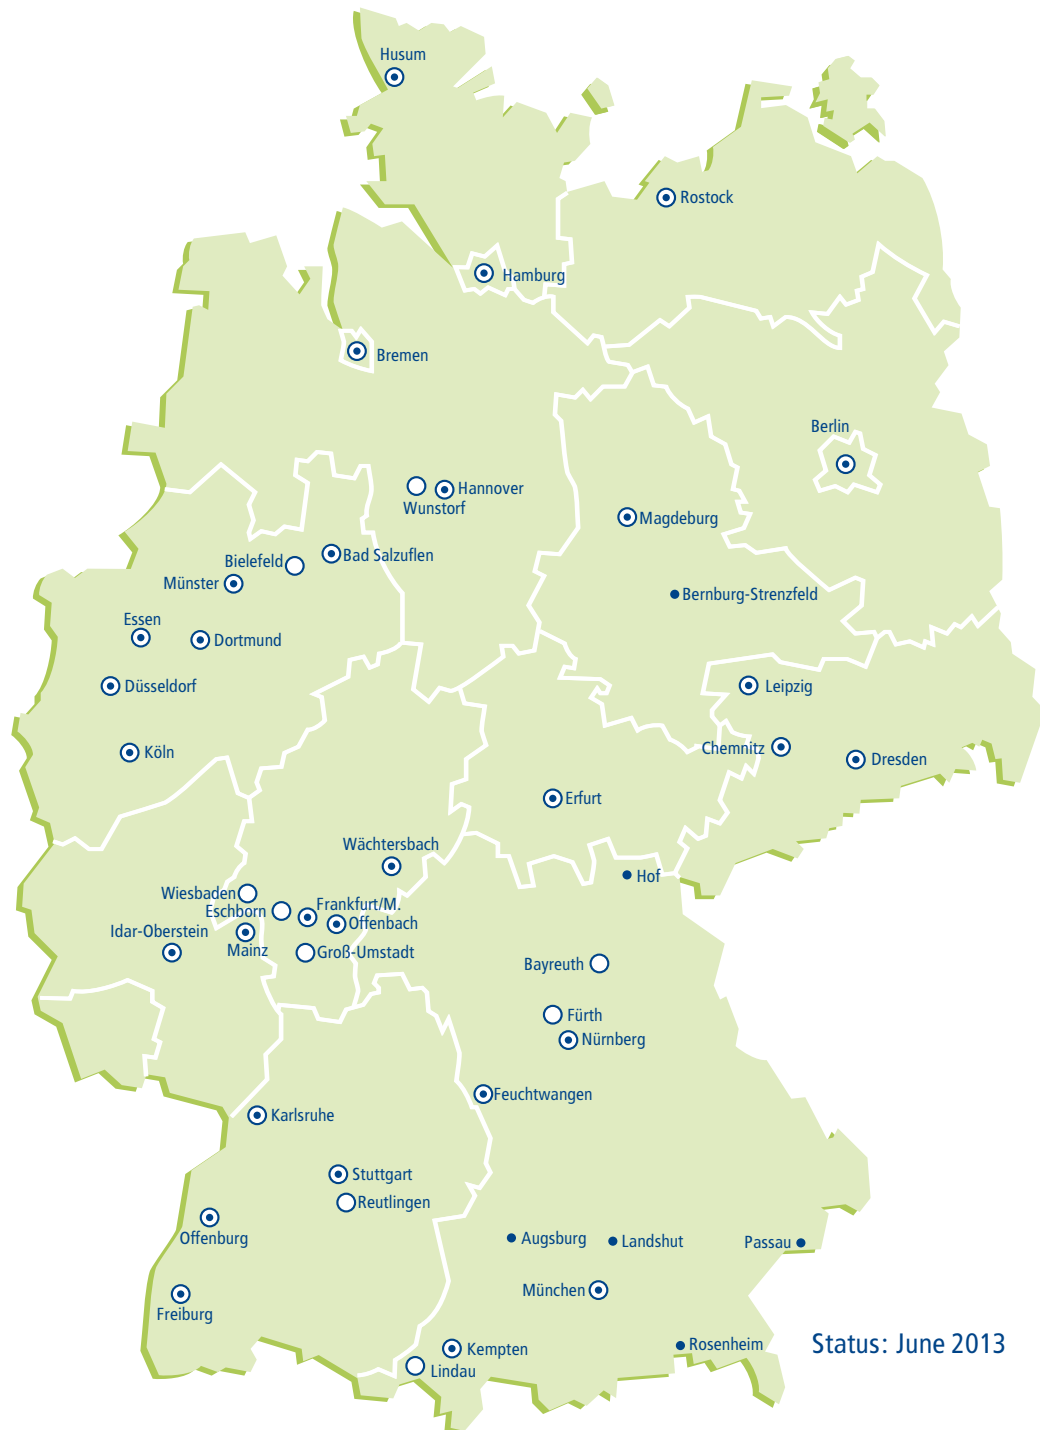 Husum
Rostock
Hamburg
Bremen
Berlin
Hannover
Wunstorf
Magdeburg
Bad Salzuflen
Bielefeld
Münster
Bernburg-Strenzfeld
Essen
Dortmund
Düsseldorf
Leipzig
Köln
Chemnitz
Dresden
Erfurt
Wächtersbach
Hof
Wiesbaden
Frankfurt/M.
Eschborn
Offenbach
Idar-Oberstein
Mainz
Groß-Umstadt
Bayreuth
Fürth
Nürnberg
Feuchtwangen
Karlsruhe
Stuttgart
Reutlingen
Offenburg
Augsburg
Landshut
Passau
München
Freiburg
Kempten
Rosenheim
Status: June 2013
Lindau